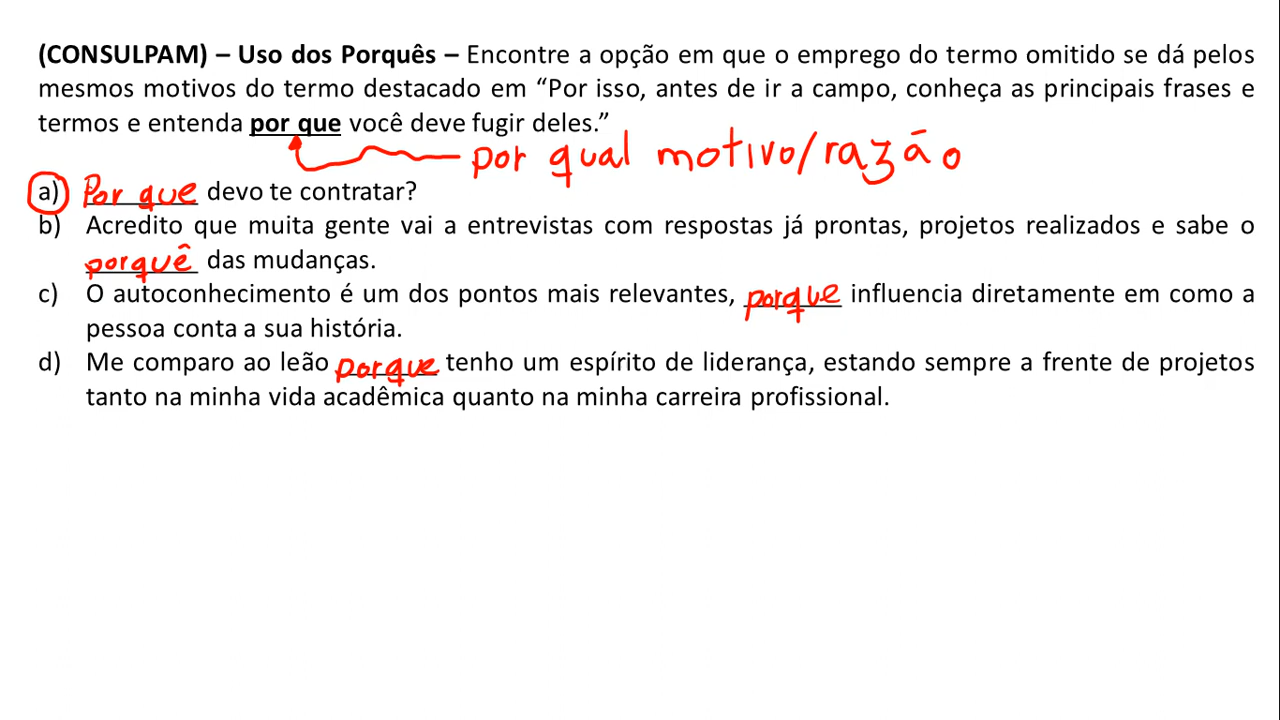 (CONSULPAM) – Uso dos Porquês – Encontre a opção em que o emprego do termo omitido se dá pelos
mesmos motivos do termo destacado em “Por isso, antes de ir a campo, conheça as principais frases e
termos e entenda por que você deve fugir deles.”
por qual motivo/razão
a) Por que devo te contratar?
b) Acredito que muita gente vai a entrevistas com respostas já prontas, projetos realizados e sabe o
porquê das mudanças.
c) O autoconhecimento é um dos pontos mais relevantes, porque influencia diretamente em como a
pessoa conta a sua história.
d) Me comparo ao leão porque tenho um espírito de liderança, estando sempre a frente de projetos
tanto na minha vida acadêmica quanto na minha carreira profissional.